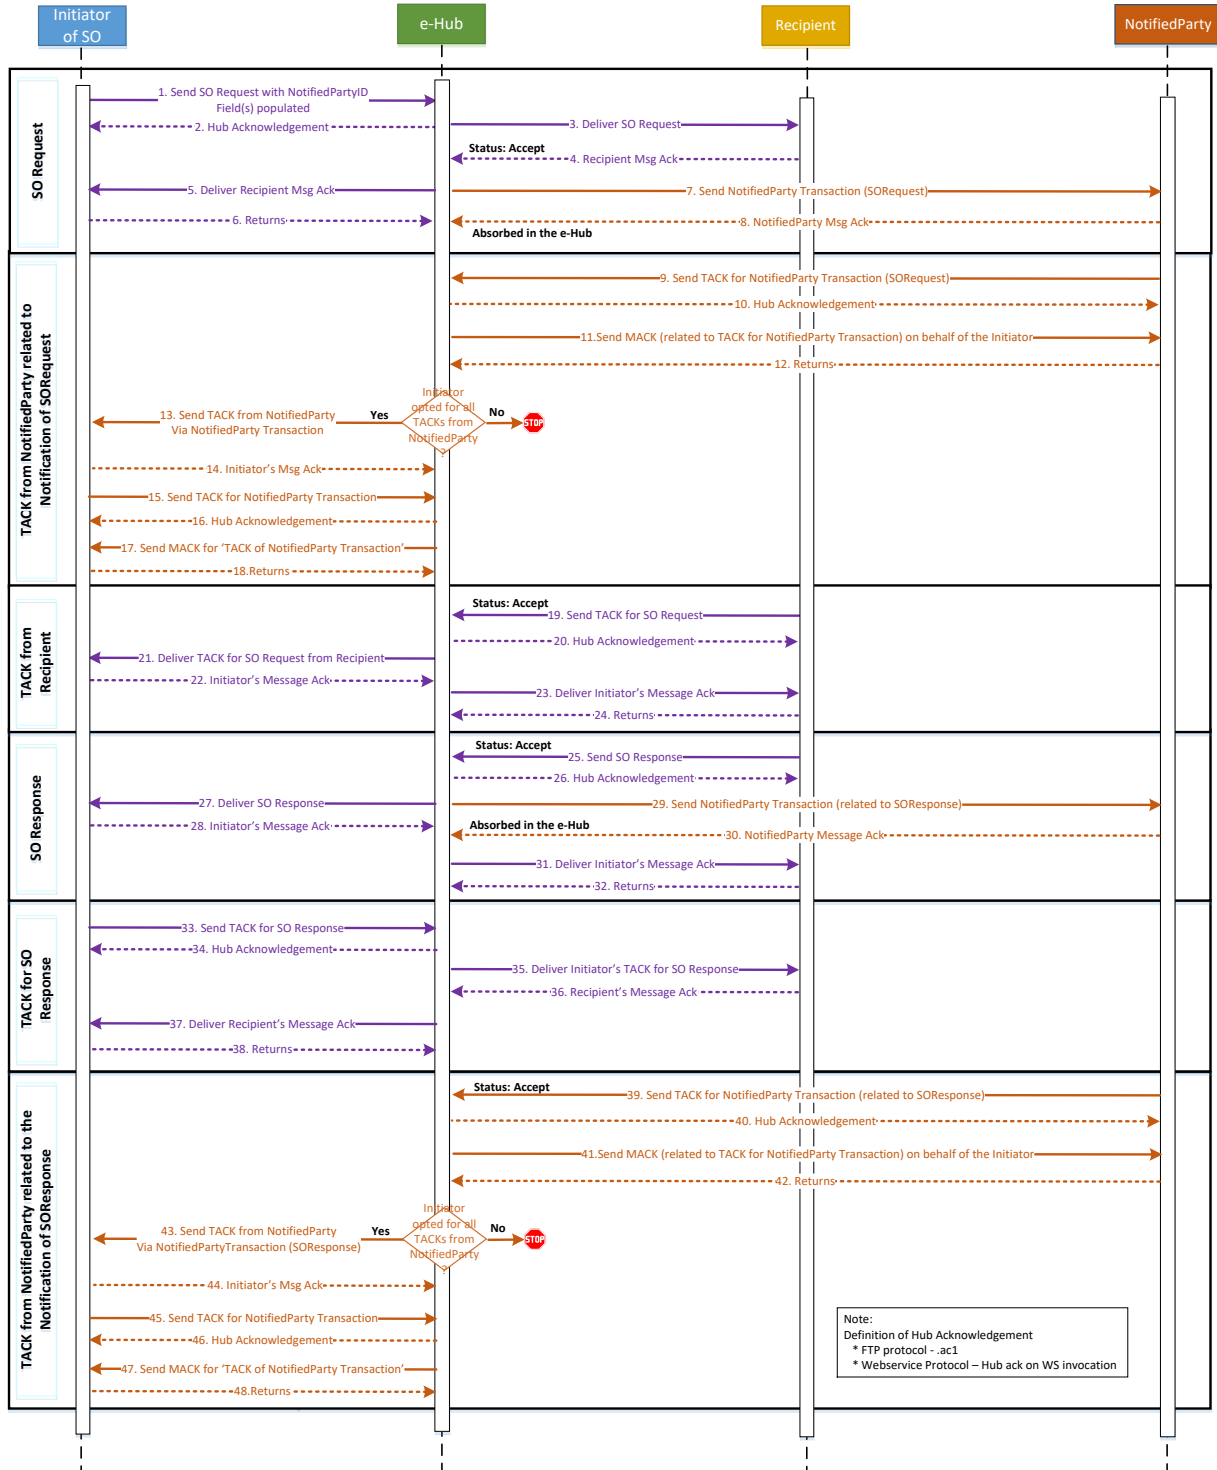 Initiator
of SO
e-Hub
Recipient
NotifiedParty
SO Request
1. Send SO Request with NotifiedPartyID
Field(s) populated
2. Hub Acknowledgement
3. Deliver SO Request
Status: Accept
4. Recipient Msg Ack
5. Deliver Recipient Msg Ack
7. Send NotifiedParty Transaction (SORequest)
6. Returns
8. NotifiedParty Msg Ack
Absorbed in the e-Hub
TACK from NotifiedParty related to
Notification of SORequest
9. Send TACK for NotifiedParty Transaction (SORequest)
10. Hub Acknowledgement
11.Send MACK (related to TACK for NotifiedParty Transaction) on behalf of the Initiator
12. Returns
Initiator
opted for all
TACKs from
NotifiedParty
?
Yes
No
STOP
13. Send TACK from NotifiedParty
Via NotifiedParty Transaction
14. Initiator's Msg Ack
15. Send TACK for NotifiedParty Transaction
16. Hub Acknowledgement
17. Send MACK for ‘TACK of NotifiedParty Transaction’
18.Returns
TACK from
Recipient
Status: Accept
19. Send TACK for SO Request
20. Hub Acknowledgement
21. Deliver TACK for SO Request from Recipient
22. Initiator's Message Ack
23. Deliver Initiator's Message Ack
24. Returns
SO Response
Status: Accept
25. Send SO Response
26. Hub Acknowledgement
27. Deliver SO Response
29. Send NotifiedParty Transaction (related to SOResponse)
28. Initiator's Message Ack
Absorbed in the e-Hub
30. NotifiedParty Message Ack
31. Deliver Initiator's Message Ack
32. Returns
TACK for SO
Response
33. Send TACK for SO Response
34. Hub Acknowledgement
35. Deliver Initiator's TACK for SO Response
36. Recipient's Message Ack
37. Deliver Recipient's Message Ack
38. Returns
TACK from NotifiedParty related to the
Notification of SOResponse
Status: Accept
39. Send TACK for NotifiedParty Transaction (related to SOResponse)
40. Hub Acknowledgement
41.Send MACK (related to TACK for NotifiedParty Transaction) on behalf of the Initiator
42. Returns
Initiator
opted for all
TACKs from
NotifiedParty
?
Yes
No
STOP
43. Send TACK from NotifiedParty
Via NotifiedPartyTransaction (SOResponse)
44. Initiator's Msg Ack
45. Send TACK for NotifiedParty Transaction
46. Hub Acknowledgement
47. Send MACK for ‘TACK of NotifiedParty Transaction’
48.Returns
Note:
Definition of Hub Acknowledgement
* FTP protocol - .ac1
* Webservice Protocol – Hub ack on WS invocation